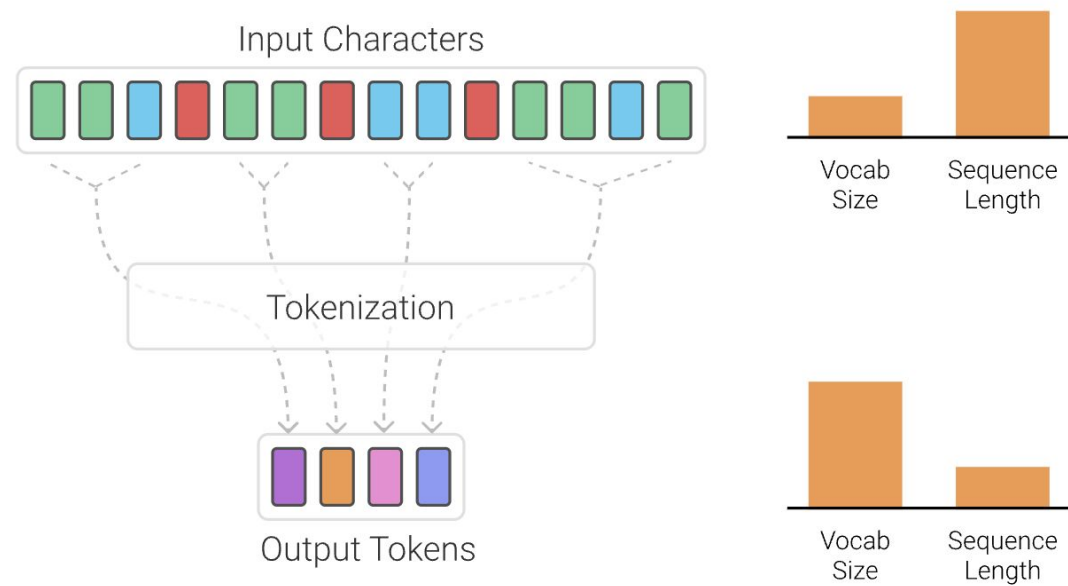 Input Characters
Vocab
Size
Sequence
Length
Tokenization
Output Tokens
Vocab
Size
Sequence
Length